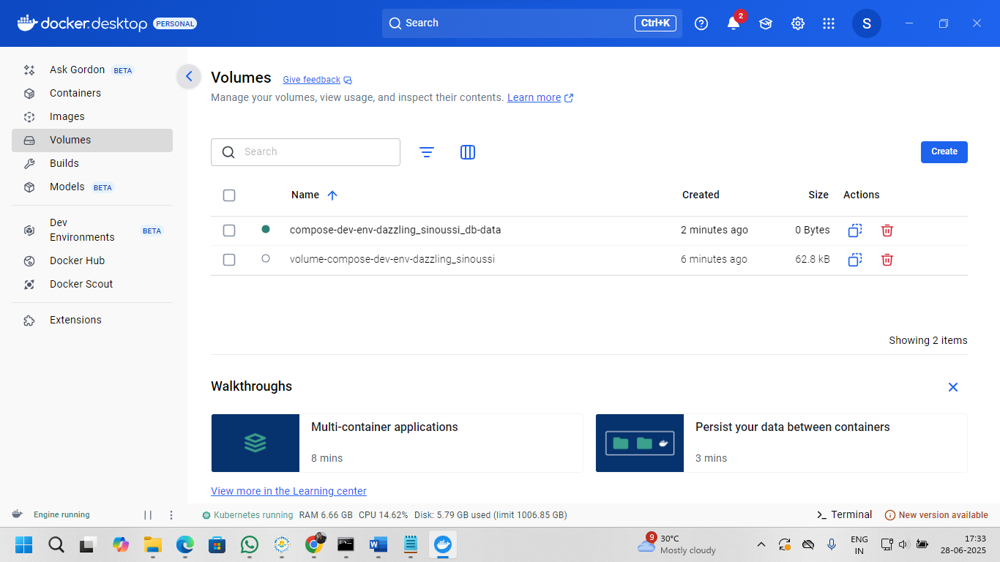 docker.desktop PERSONAL
Search
Ctrl+K
2
S
Ask Gordon BETA
Containers
Images
Volumes
Builds
Models BETA
Dev
Environments
BETA
Docker Hub
Docker Scout
Extensions
Volumes Give feedback
Manage your volumes, view usage, and inspect their contents. Learn more
Search
Create
Name Created Size Actions
compose-dev-env-dazzling_sinoussi_db-data 2 minutes ago 0 Bytes
volume-compose-dev-env-dazzling_sinoussi 6 minutes ago 62.8 kB
Showing 2 items
Walkthroughs
Multi-container applications
8 mins
Persist your data between containers
3 mins
View more in the Learning center
Engine running
Kubernetes running RAM 6.66 GB CPU 14.62% Disk: 5.79 GB used (limit 1006.85 GB)
Terminal
New version available
9
30°C
Mostly cloudy
ENG
IN
17:33
28-06-2025